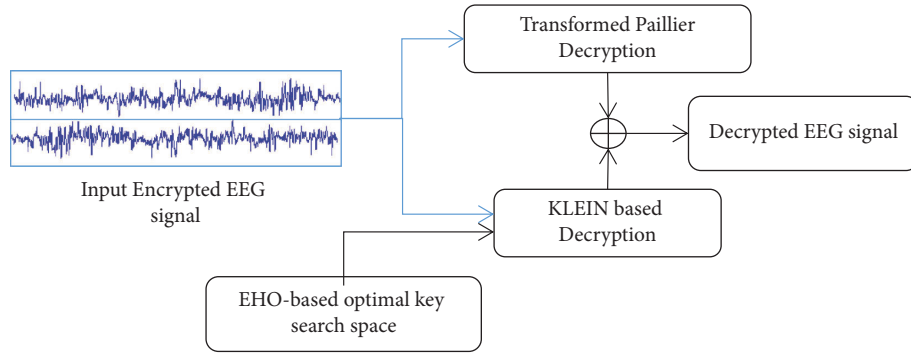 Transformed Paillier
Decryption
Decrypted EEG signal
Input Encrypted EEG
signal
KLEIN based
Decryption
EHO-based optimal key
search space